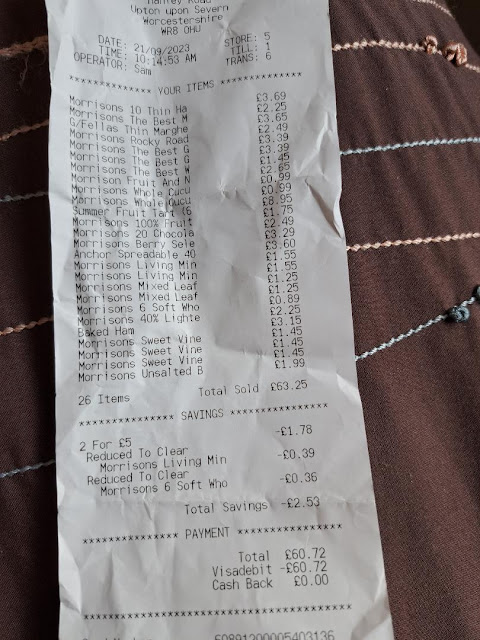 Hanley Road
Upton upon Severn
Worcestershire
WR8 0HU
DATE: 21/09/2023 STORE: 5
TIME: 10:14:53 AM TILL: 1
OPERATOR: Sam TRANS: 6
************** YOUR ITEMS **************
Morrisons 10 Thin Ha £3.69
Morrisons The Best M £2.25
G/Fellas Thin Marghe £3.65
Morrisons Rocky Road £2.49
Morrisons The Best G £3.39
Morrisons The Best G £3.39
Morrisons The Best W £1.45
Morrison Fruit And N £2.65
Morrisons Whole Cucu £0.99
Morrisons Whole Cucu £0.99
Summer Fruit Tart (6 £8.95
Morrisons 100% Fruit £1.75
Morrisons 20 Chocola £2.49
Morrisons Berry Sele £3.29
Anchor Spreadable 40 £3.60
Morrisons Living Min £1.55
Morrisons Living Min £1.55
Morrisons Mixed Leaf £1.25
Morrisons Mixed Leaf £1.25
Morrisons 6 Soft Who £0.89
Morrisons 40% Lighte £2.25
Baked Ham £3.15
Morrisons Sweet Vine £1.45
Morrisons Sweet Vine £1.45
Morrisons Sweet Vine £1.45
Morrisons Unsalted B £1.99
26 Items Total Sold £63.25
*************** SAVINGS ***************
2 For £5 -£1.78
Reduced To Clear
Morrisons Living Min -£0.39
Reduced To Clear
Morrisons 6 Soft Who -£0.36
Total Savings -£2.53
************** PAYMENT ****************
Total £60.72
Visadebit -£60.72
Cash Back £0.00
****************************************